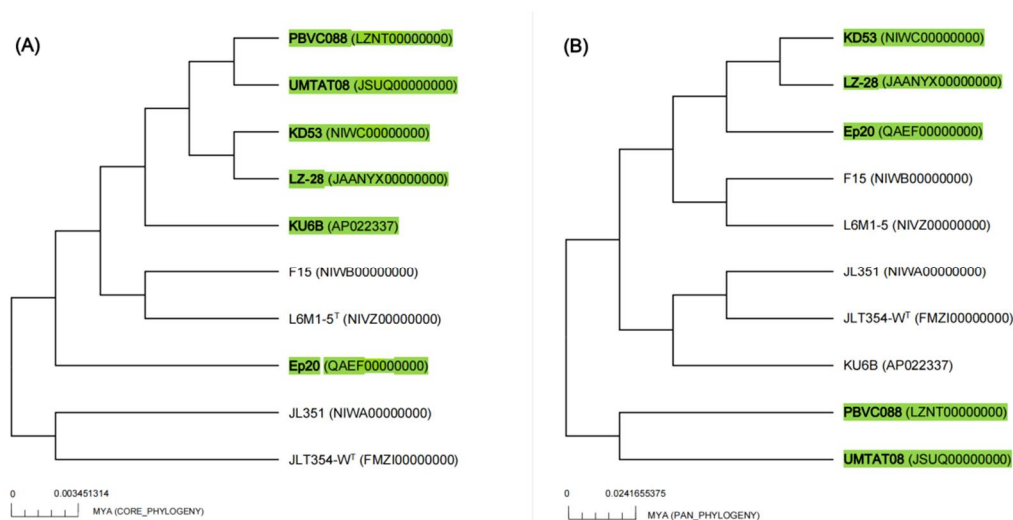 (A)
PBVC088 (LZNT00000000)
UMTAT08 (JSUQ00000000)
KD53 (NIWC00000000)
LZ-28 (JAANYX00000000)
KU6B (AP022337)
F15 (NIWB00000000)
L6M1-5ᵀ (NIVZ00000000)
Ep20 (QAEF00000000)
JL351 (NIWA00000000)
JLT354-Wᵀ (FMZI00000000)
0 0.003451314
MYA (CORE_PHYLOGENY)
(B)
KD53 (NIWC00000000)
LZ-28 (JAANYX00000000)
Ep20 (QAEF00000000)
F15 (NIWB00000000)
L6M1-5 (NIVZ00000000)
JL351 (NIWA00000000)
JLT354-Wᵀ (FMZI00000000)
KU6B (AP022337)
PBVC088 (LZNT00000000)
UMTAT08 (JSUQ00000000)
0 0.0241655375
MYA (PAN_PHYLOGENY)